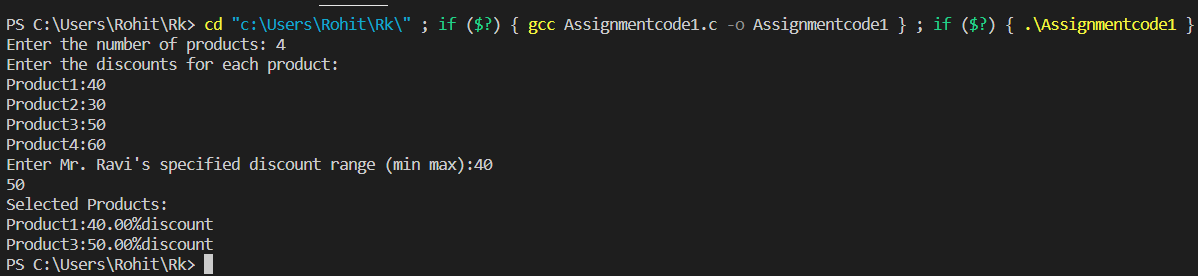 PS C:\Users\Rohit\Rk> cd "c:\Users\Rohit\Rk\" ; if ($?) { gcc Assignmentcode1.c -o Assignmentcode1 } ; if ($?) { .\Assignmentcode1 }
Enter the number of products: 4
Enter the discounts for each product:
Product1:40
Product2:30
Product3:50
Product4:60
Enter Mr. Ravi's specified discount range (min max):40
50
Selected Products:
Product1:40.00%discount
Product3:50.00%discount
PS C:\Users\Rohit\Rk>